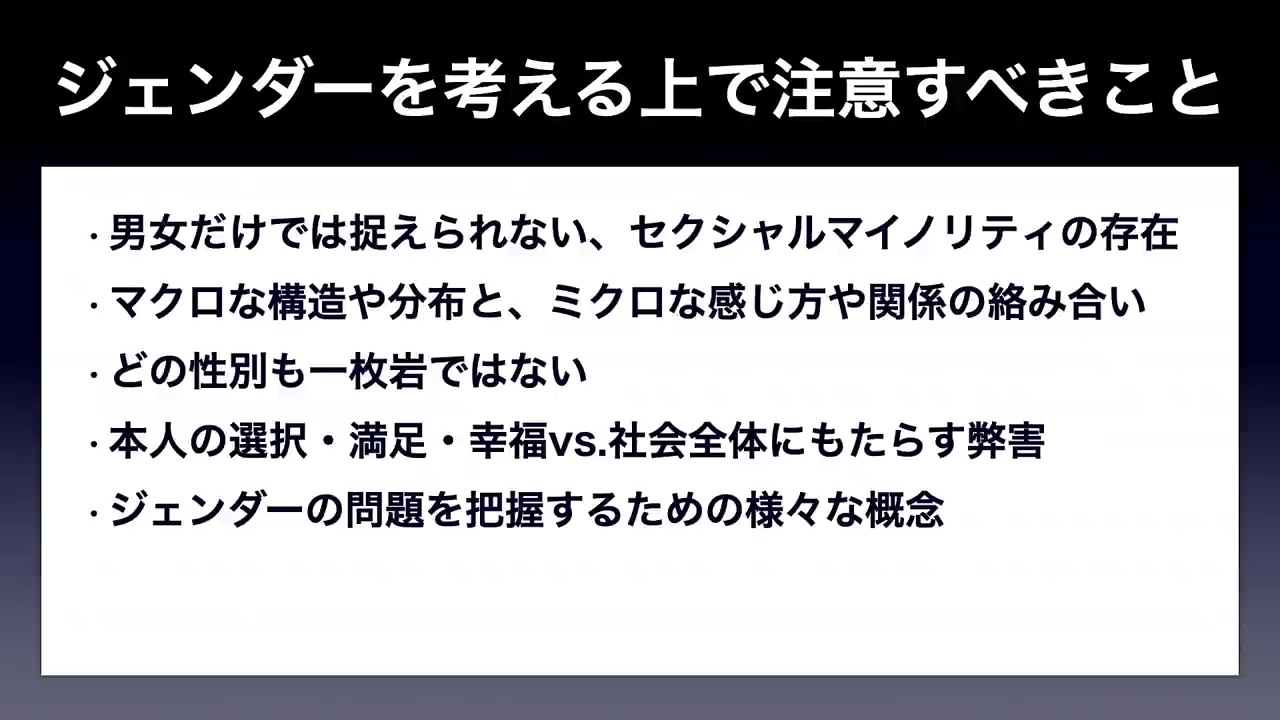 ジェンダーを考える上で注意すべきこと
・男女だけでは捉えられない、セクシャルマイノリティの存在
・マクロな構造や分布と、ミクロな感じ方や関係の絡み合い
・どの性別も一枚岩ではない
・本人の選択・満足・幸福vs.社会全体にもたらす弊害
・ジェンダーの問題を把握するための様々な概念